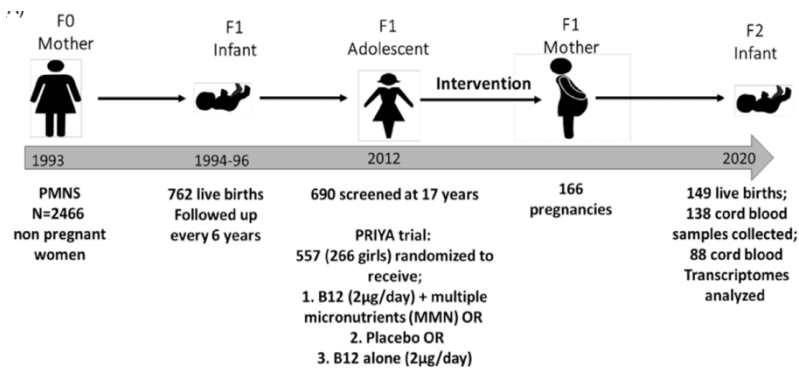 F0
Mother
F1
Infant
F1
Adolescent
Intervention
F1
Mother
F2
Infant
1993
1994-96
2012
2020
PMNS
N=2466
non pregnant
women
762 live births
Followed up
every 6 years
690 screened at 17 years
PRIYA trial:
557 (266 girls) randomized to
receive;
1. B12 (2µg/day) + multiple
micronutrients (MMN) OR
2. Placebo OR
3. B12 alone (2µg/day)
166
pregnancies
149 live births;
138 cord blood
samples collected;
88 cord blood
Transcriptomes
analyzed